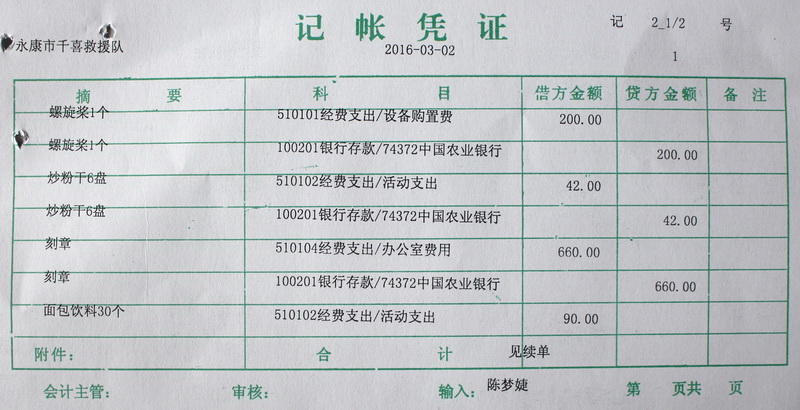 记帐凭证
记 2_1/2 号
永康市千喜救援队 2016-03-02
1
摘要 科目 借方金额 贷方金额 备注
螺旋桨1个 510101经费支出/设备购置费 200.00
螺旋桨1个 100201银行存款/74372中国农业银行 200.00
炒粉干6盘 510102经费支出/活动支出 42.00
炒粉干6盘 100201银行存款/74372中国农业银行 42.00
刻章 510104经费支出/办公室费用 660.00
刻章 100201银行存款/74372中国农业银行 660.00
面包饮料30个 510102经费支出/活动支出 90.00
附件: 合计 见续单
会计主管: 审核: 输入: 陈梦婕 第 页共 页